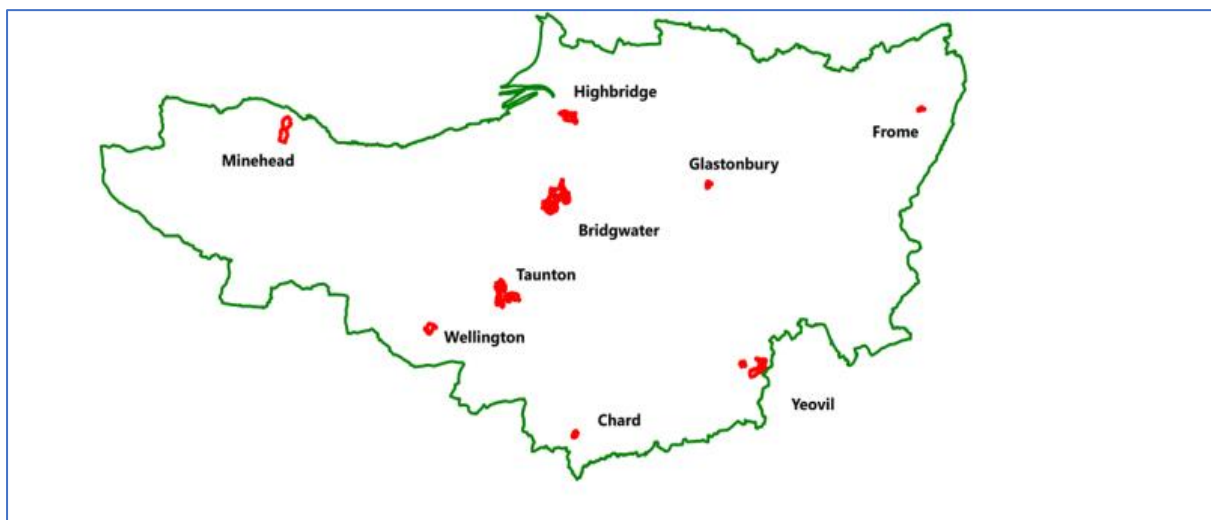 Highbridge
Frome
Minehead
Glastonbury
Bridgwater
Taunton
Wellington
Yeovil
Chard